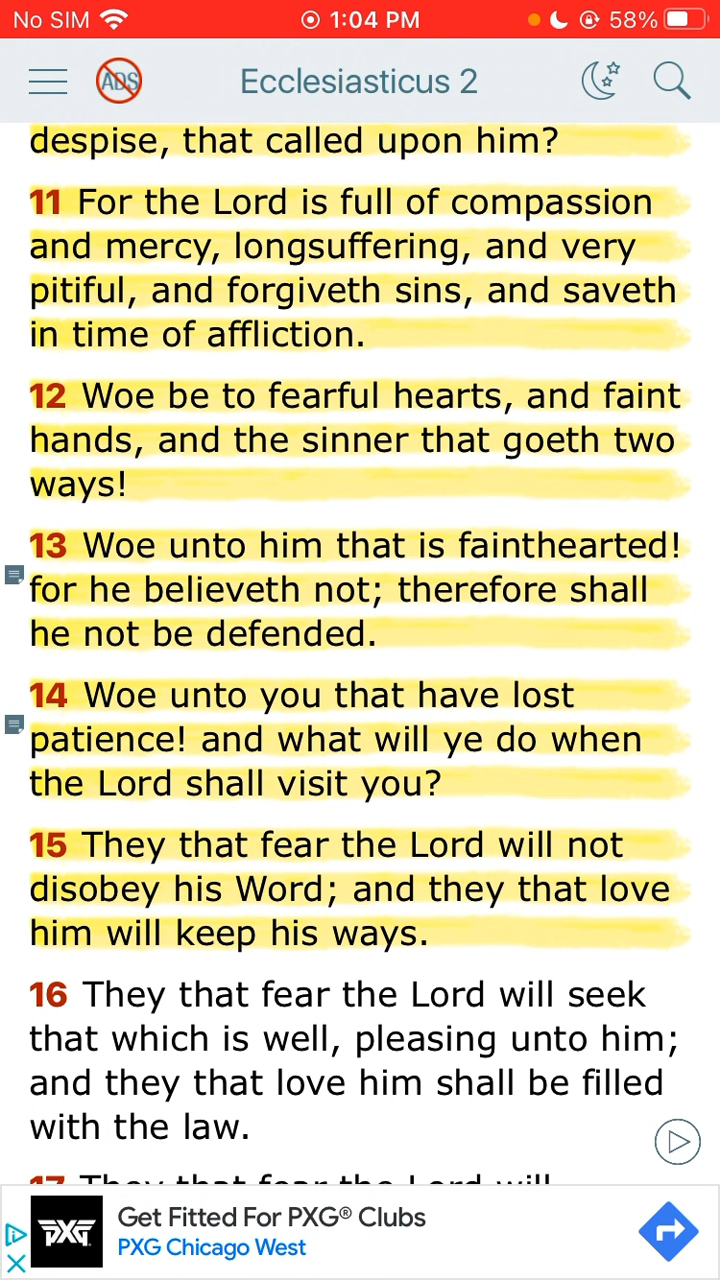 No SIM 1:04 PM 58%
ADS Ecclesiasticus 2
despise, that called upon him?
11 For the Lord is full of compassion
and mercy, longsuffering, and very
pitiful, and forgiveth sins, and saveth
in time of affliction.
12 Woe be to fearful hearts, and faint
hands, and the sinner that goeth two
ways!
13 Woe unto him that is fainthearted!
for he believeth not; therefore shall
he not be defended.
14 Woe unto you that have lost
patience! and what will ye do when
the Lord shall visit you?
15 They that fear the Lord will not
disobey his Word; and they that love
him will keep his ways.
16 They that fear the Lord will seek
that which is well, pleasing unto him;
and they that love him shall be filled
with the law.
17 They that fear the Lord will
PXG Get Fitted For PXG® Clubs
PXG Chicago West